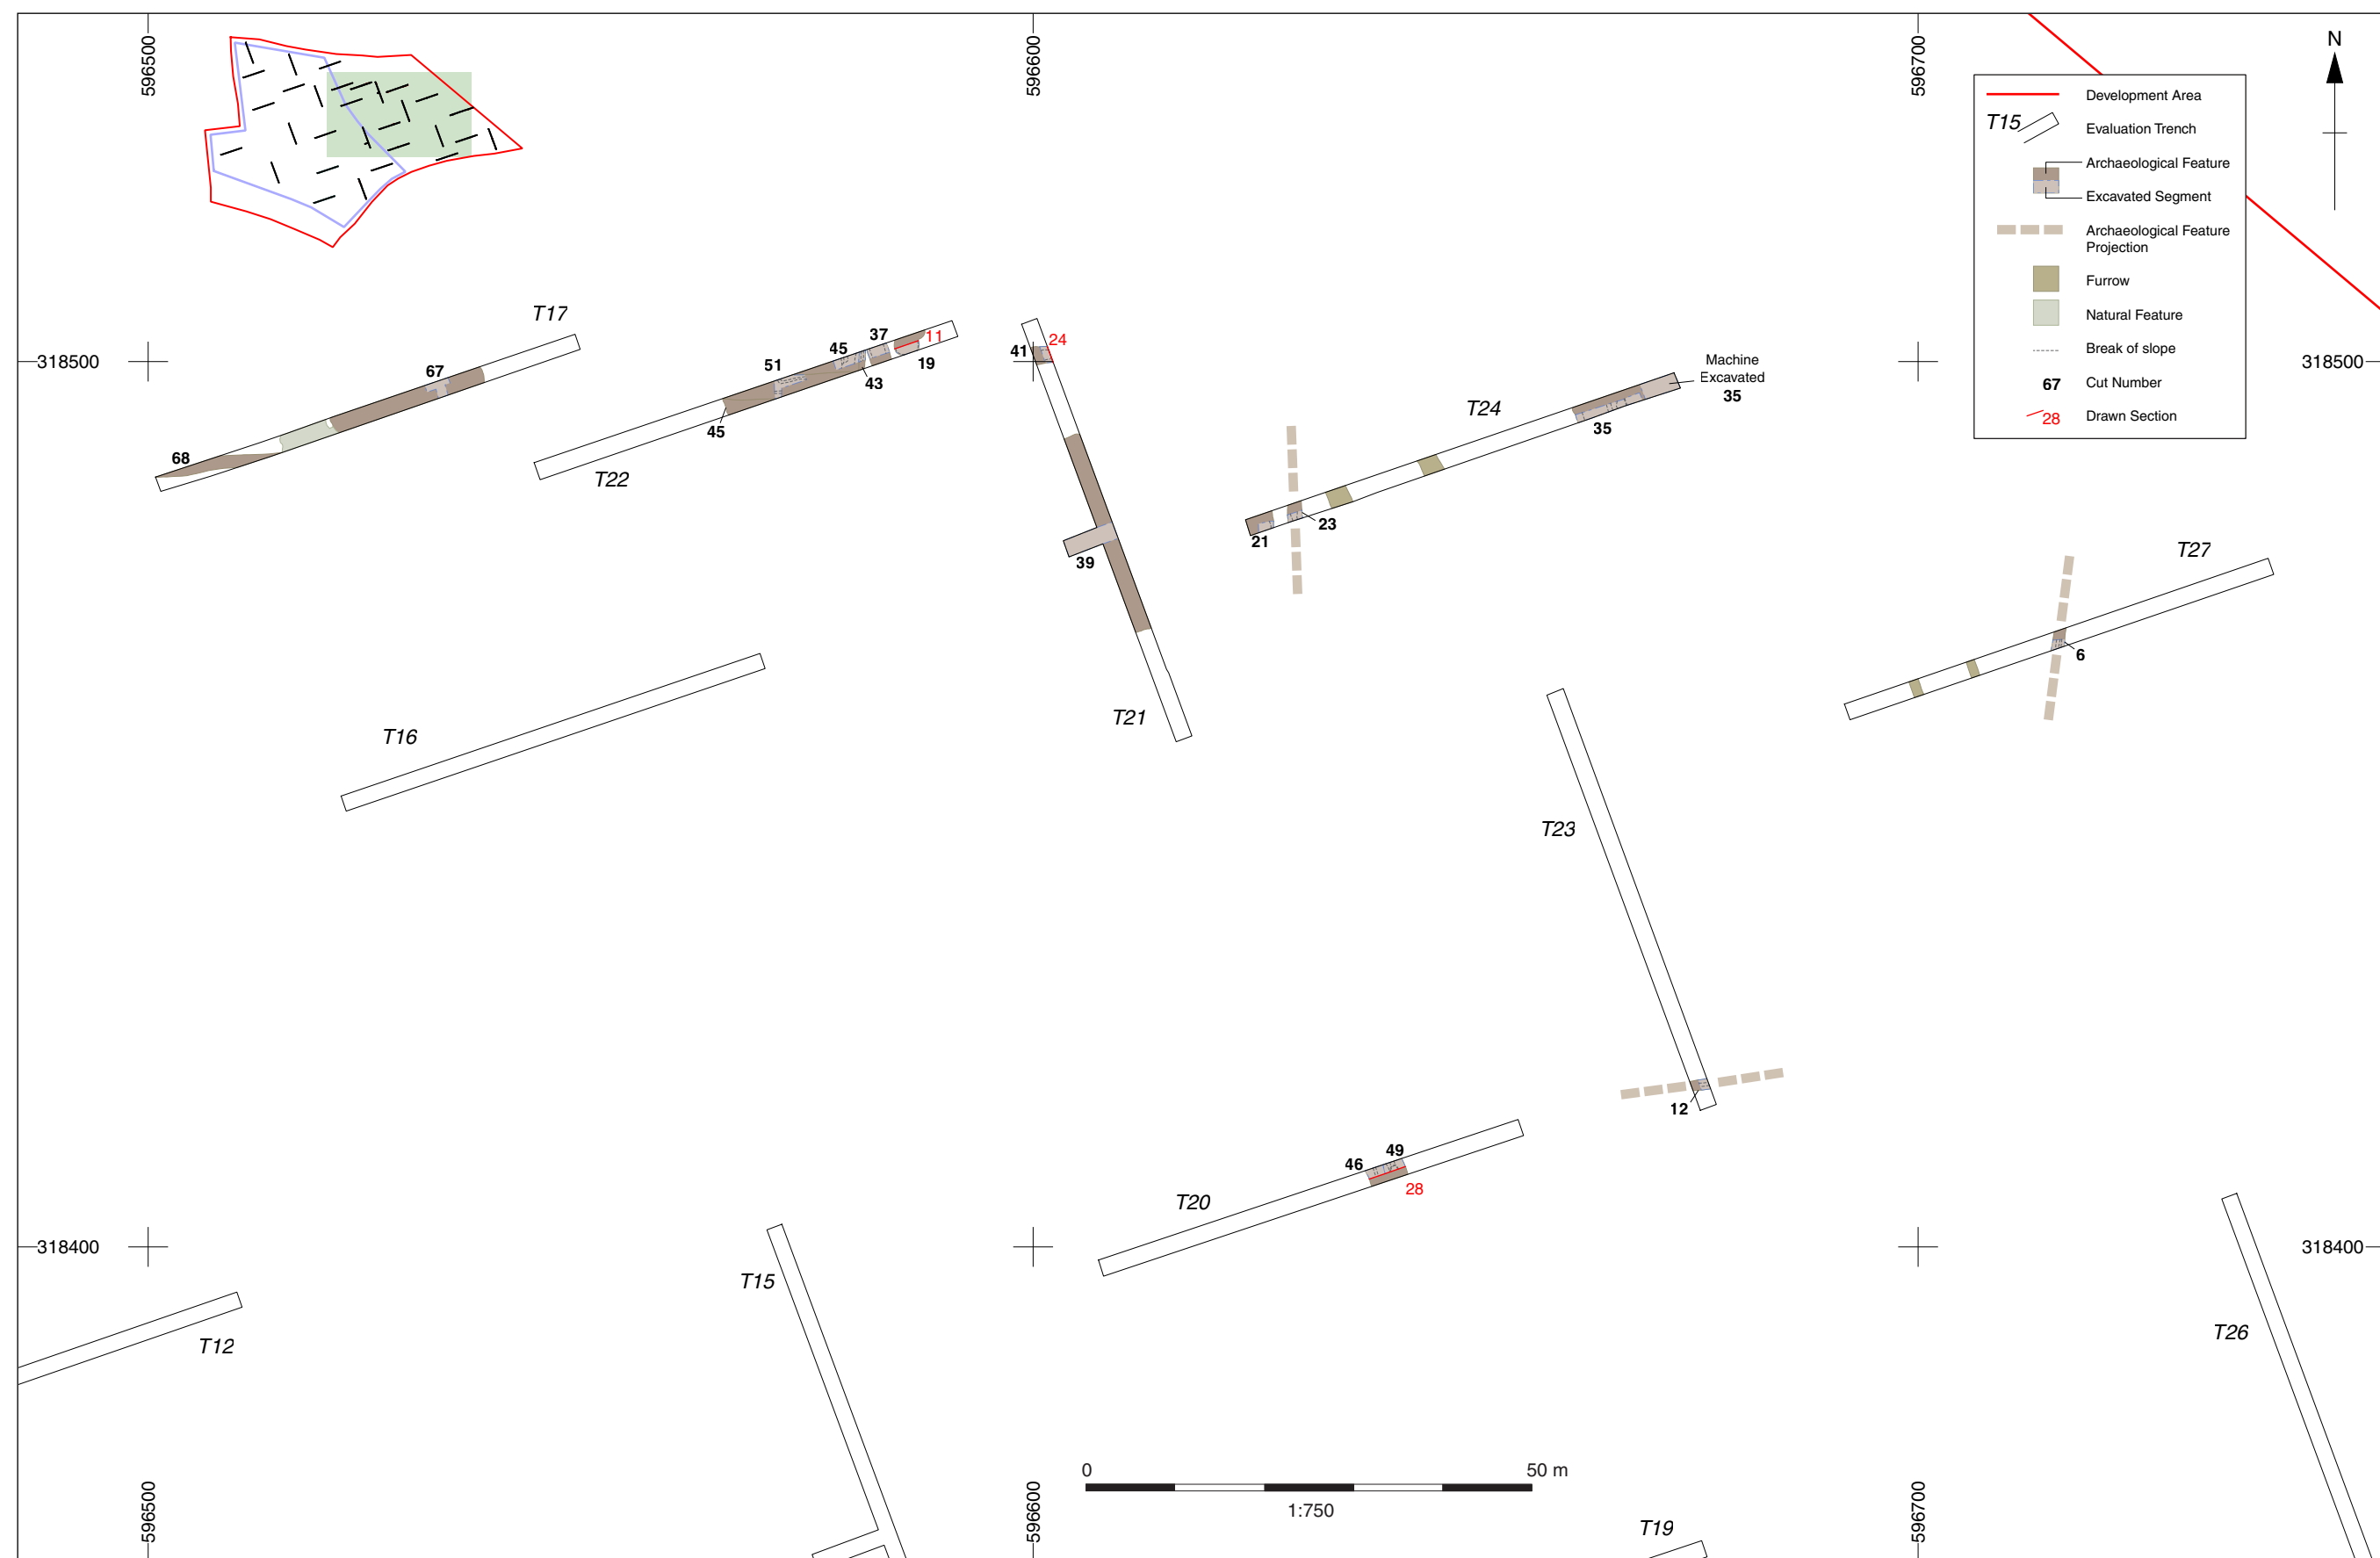 596500
596600
596700
N
Development Area
T15
Evaluation Trench
Archaeological Feature
Excavated Segment
Archaeological Feature
Projection
Furrow
Natural Feature
Break of slope
67
Cut Number
28
Drawn Section
T17
318500
318500
67
68
T22
51
45
37
11
19
43
45
41
24
39
T21
T24
Machine
Excavated
35
35
21
23
T27
6
T16
T23
12
46
49
28
T20
318400
318400
T15
T12
T26
0
50 m
1:750
T19
596500
596600
596700